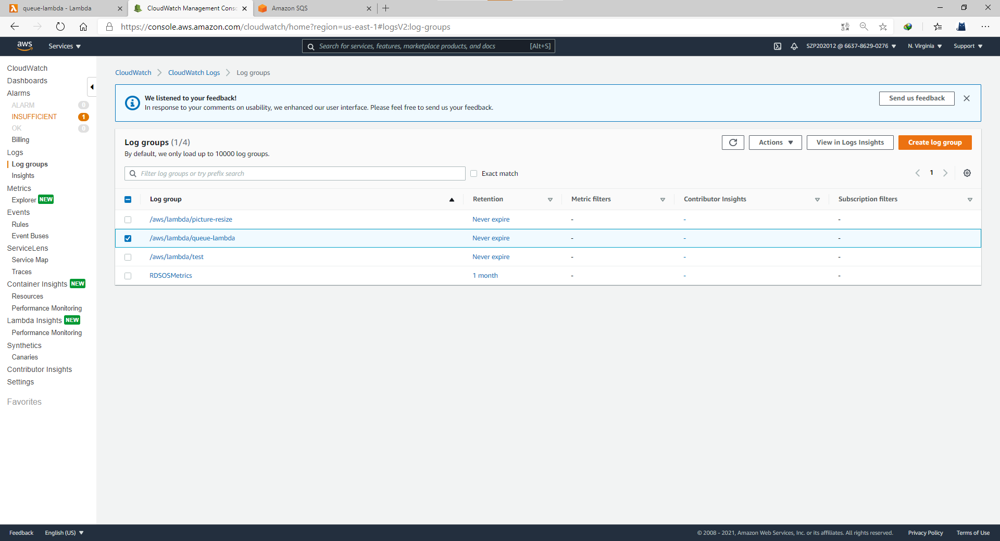 queue-lambda - Lambda
CloudWatch Management Consc
Amazon SQS
https://console.aws.amazon.com/cloudwatch/home?region=us-east-1#logsV2:log-groups
aws
Services
Search for services, features, marketplace products, and docs
[Alt+S]
SZP202012 @ 6637-8629-0276
N. Virginia
Support
CloudWatch
Dashboards
Alarms
ALARM 0
INSUFFICIENT 1
OK 0
Billing
Logs
Log groups
Insights
Metrics
Explorer NEW
Events
Rules
Event Buses
ServiceLens
Service Map
Traces
Container Insights NEW
Resources
Performance Monitoring
Lambda Insights NEW
Performance Monitoring
Synthetics
Canaries
Contributor Insights
Settings
Favorites
CloudWatch
CloudWatch Logs
Log groups
We listened to your feedback!
In response to your comments on usability, we enhanced our user interface. Please feel free to send us your feedback.
Send us feedback
Log groups (1/4)
By default, we only load up to 10000 log groups.
Actions
View in Logs Insights
Create log group
Filter log groups or try prefix search
Exact match
1
Log group Retention Metric filters Contributor Insights Subscription filters
/aws/lambda/picture-resize Never expire - - -
/aws/lambda/queue-lambda Never expire - - -
/aws/lambda/test Never expire - - -
RDSOSMetrics 1 month - - -
Feedback
English (US)
© 2008 - 2021, Amazon Web Services, Inc. or its affiliates. All rights reserved.
Privacy Policy
Terms of Use